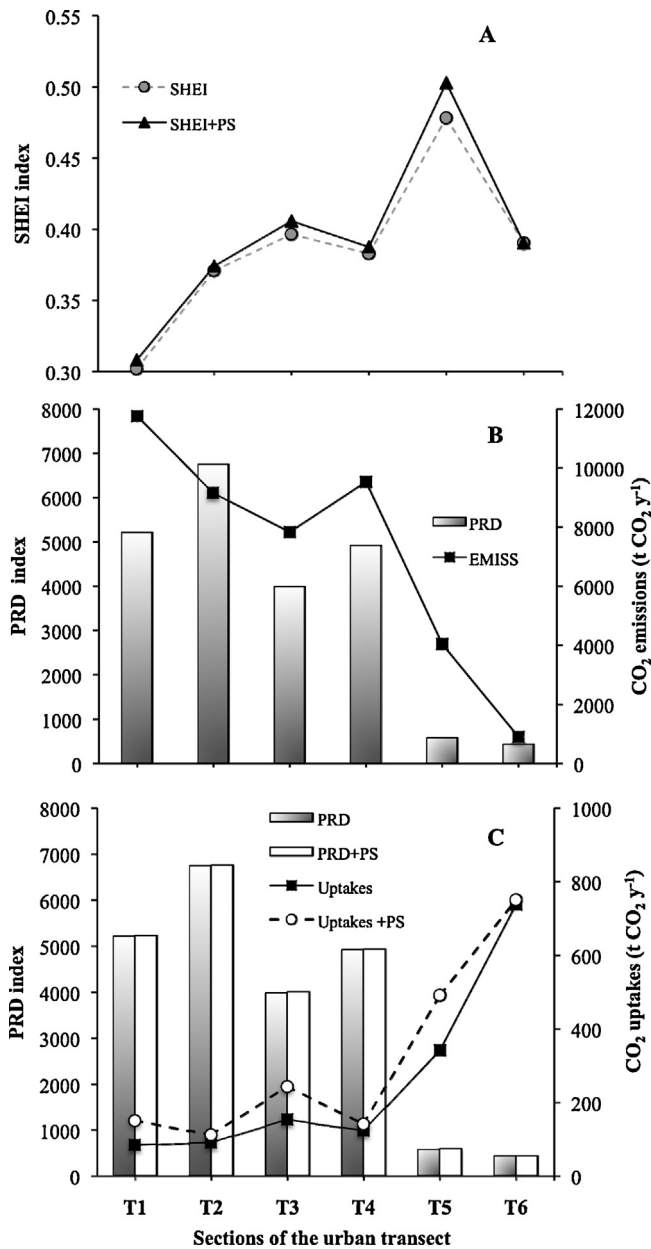 A
0.55
0.50
0.45
0.40
0.35
0.30
SHEI index
SHEI
SHEI+PS
B
8000
7000
6000
5000
4000
3000
2000
1000
0
PRD index
PRD
EMISS
12000
10000
8000
6000
4000
2000
0
CO₂ emissions (t CO₂ y⁻¹)
C
8000
7000
6000
5000
4000
3000
2000
1000
0
PRD index
PRD
PRD+PS
Uptakes
Uptakes +PS
1000
800
600
400
200
0
CO₂ uptakes (t CO₂ y⁻¹)
T1 T2 T3 T4 T5 T6
Sections of the urban transect